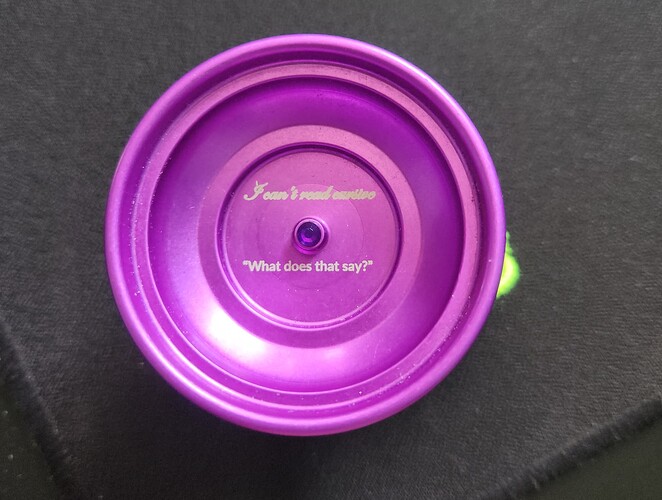 I can't read cursive
"What does that say?"